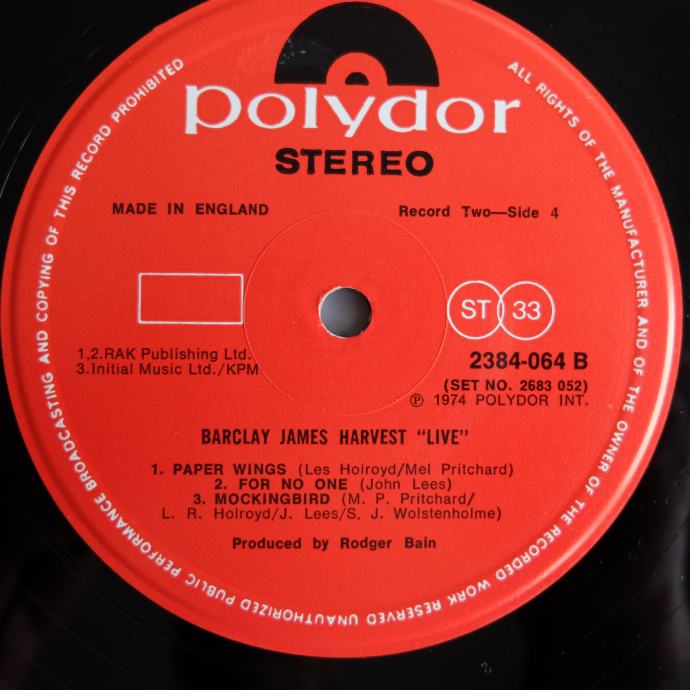 polydor
STEREO
MADE IN ENGLAND
Record Two—Side 4
ST 33
1,2.RAK Publishing Ltd.
3.Initial Music Ltd./KPM
2384-064 B
(SET NO. 2683 052)
Ⓟ 1974 POLYDOR INT.
BARCLAY JAMES HARVEST "LIVE"
1. PAPER WINGS (Les Holroyd/Mel Pritchard)
2. FOR NO ONE (John Lees)
3. MOCKINGBIRD (M. P. Pritchard/
L. R. Holroyd/J. Lees/S. J. Wolstenholme)
Produced by Rodger Bain
ALL RIGHTS OF THE MANUFACTURER AND OF THE OWNER OF THE RECORDED WORK RESERVED UNAUTHORIZED PUBLIC PERFORMANCE BROADCASTING AND COPYING OF THIS RECORD PROHIBITED